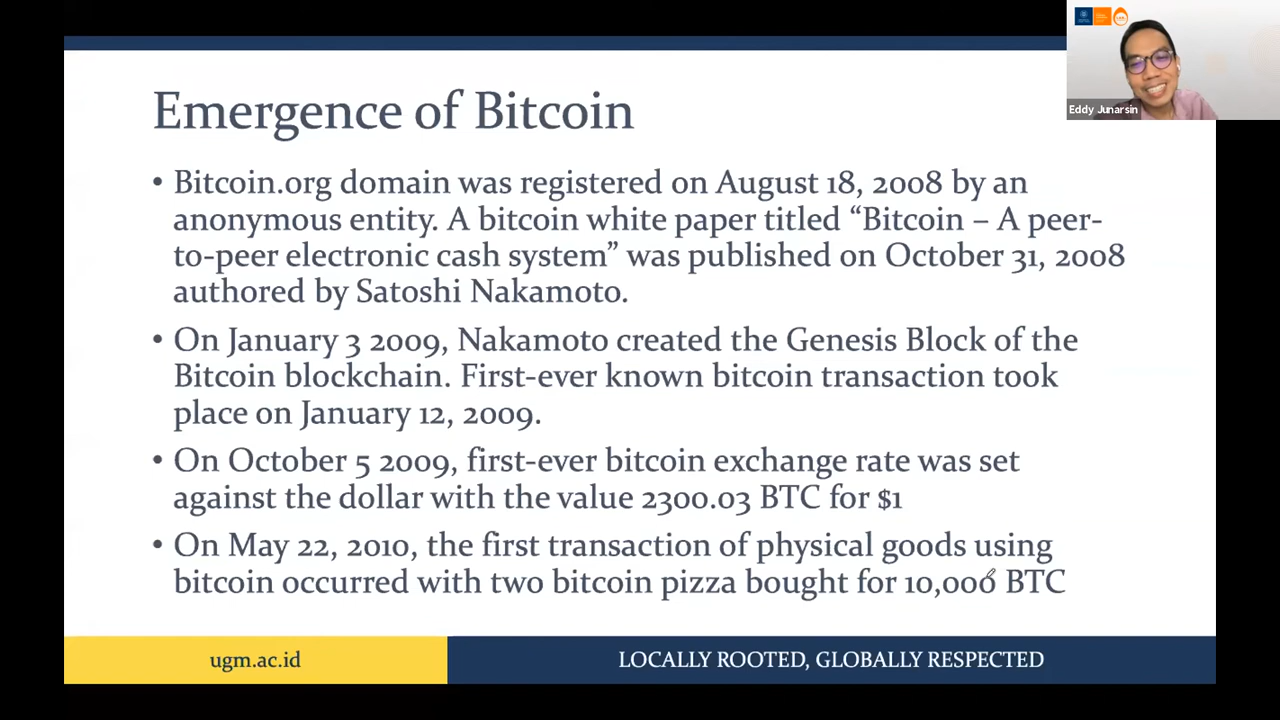 Emergence of Bitcoin
Eddy Junarsin
• Bitcoin.org domain was registered on August 18, 2008 by an
anonymous entity. A bitcoin white paper titled “Bitcoin – A peer-
to-peer electronic cash system” was published on October 31, 2008
authored by Satoshi Nakamoto.
• On January 3 2009, Nakamoto created the Genesis Block of the
Bitcoin blockchain. First-ever known bitcoin transaction took
place on January 12, 2009.
• On October 5 2009, first-ever bitcoin exchange rate was set
against the dollar with the value 2300.03 BTC for $1
• On May 22, 2010, the first transaction of physical goods using
bitcoin occurred with two bitcoin pizza bought for 10,000 BTC
ugm.ac.id
LOCALLY ROOTED, GLOBALLY RESPECTED